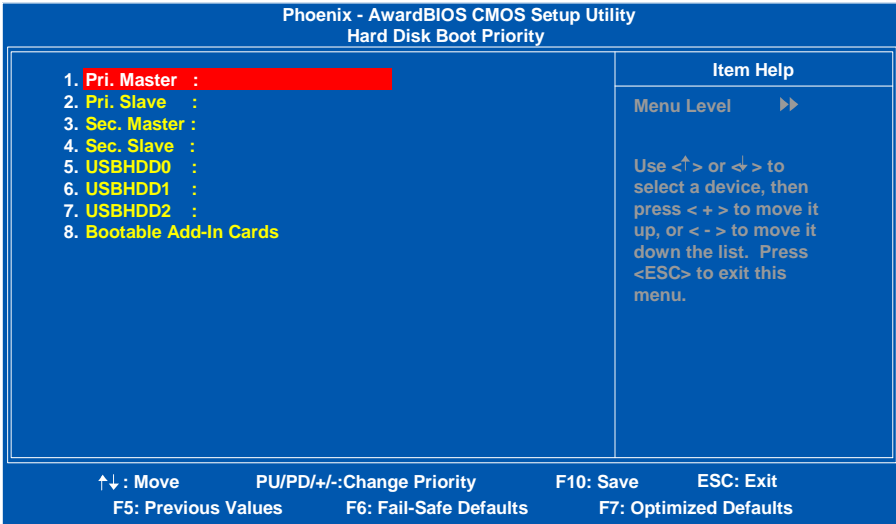 Phoenix - AwardBIOS CMOS Setup Utility
Hard Disk Boot Priority
1. Pri. Master :
2. Pri. Slave :
3. Sec. Master :
4. Sec. Slave :
5. USBHDD0 :
6. USBHDD1 :
7. USBHDD2 :
8. Bootable Add-In Cards
Item Help
Menu Level ▶▶
Use <↑> or <↓> to
select a device, then
press < + > to move it
up, or < - > to move it
down the list. Press
<ESC> to exit this
menu.
↑↓ : Move PU/PD/+/-:Change Priority F10: Save ESC: Exit
F5: Previous Values F6: Fail-Safe Defaults F7: Optimized Defaults